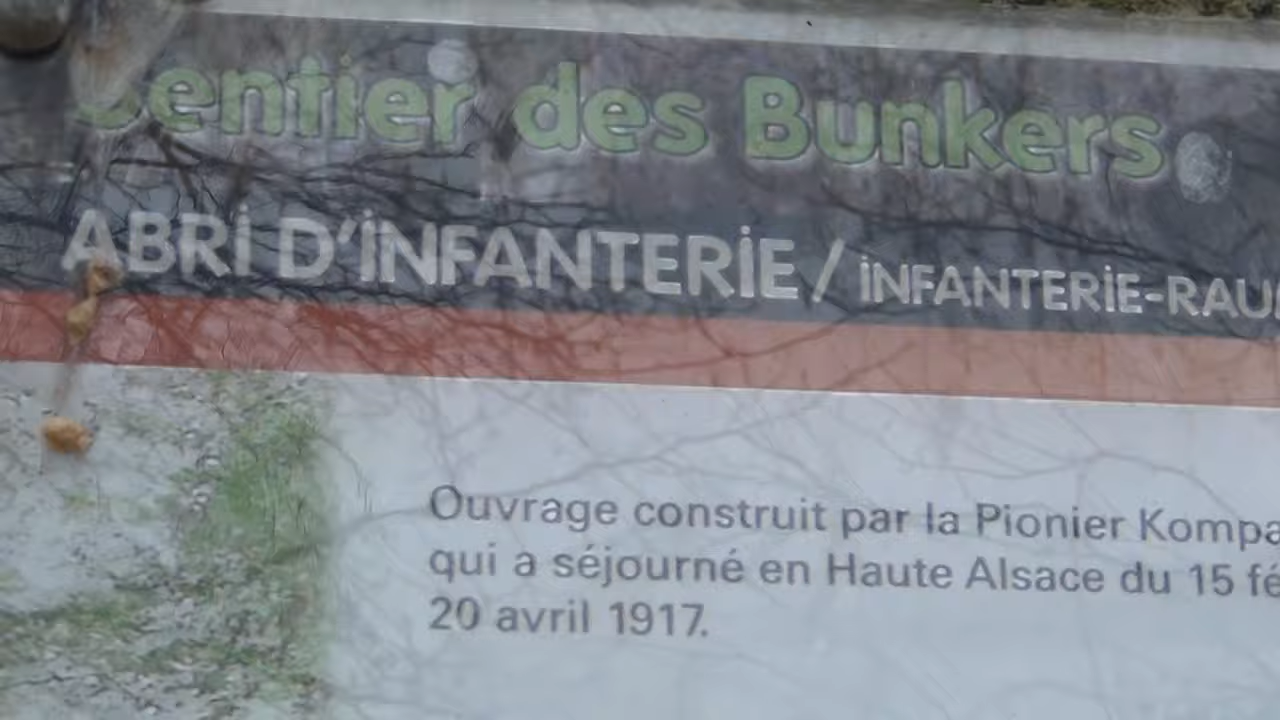 Sentier des Bunkers
ABRI D'INFANTERIE / INFANTERIE-RAU
Ouvrage construit par la Pionier Kompa
qui a séjourné en Haute Alsace du 15 fé
20 avril 1917.